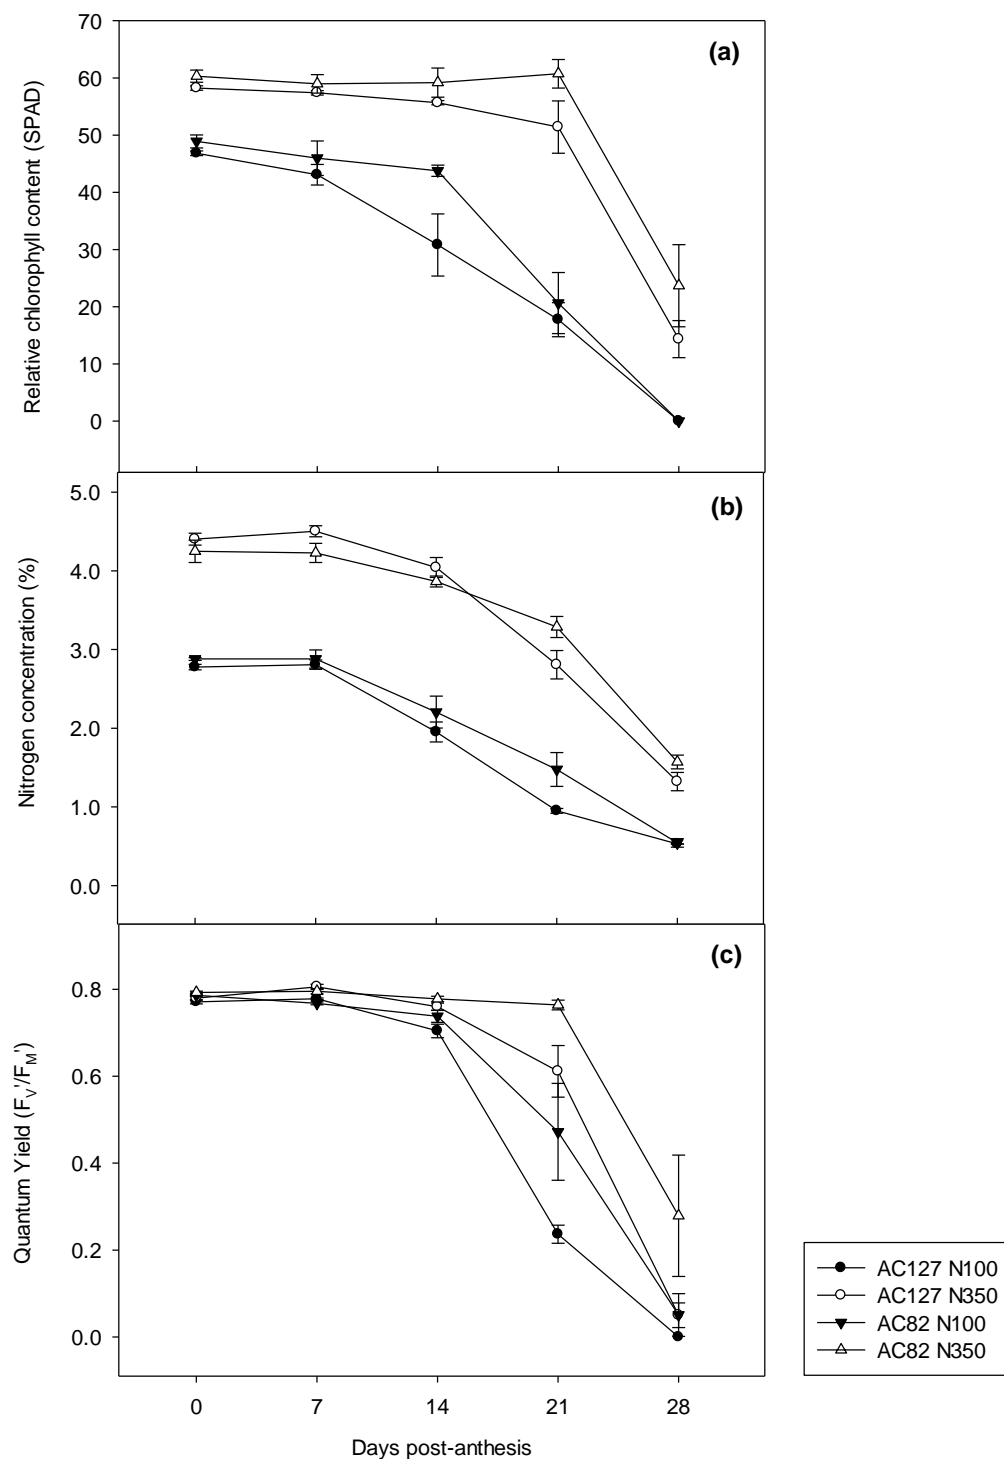 (a)
Relative chlorophyll content (SPAD)
70
60
50
40
30
20
10
0
(b)
Nitrogen concentration (%)
5.0
4.0
3.0
2.0
1.0
0.0
(c)
Quantum Yield (FV'/FM')
0.8
0.6
0.4
0.2
0.0
0 7 14 21 28
Days post-anthesis
AC127 N100
AC127 N350
AC82 N100
AC82 N350